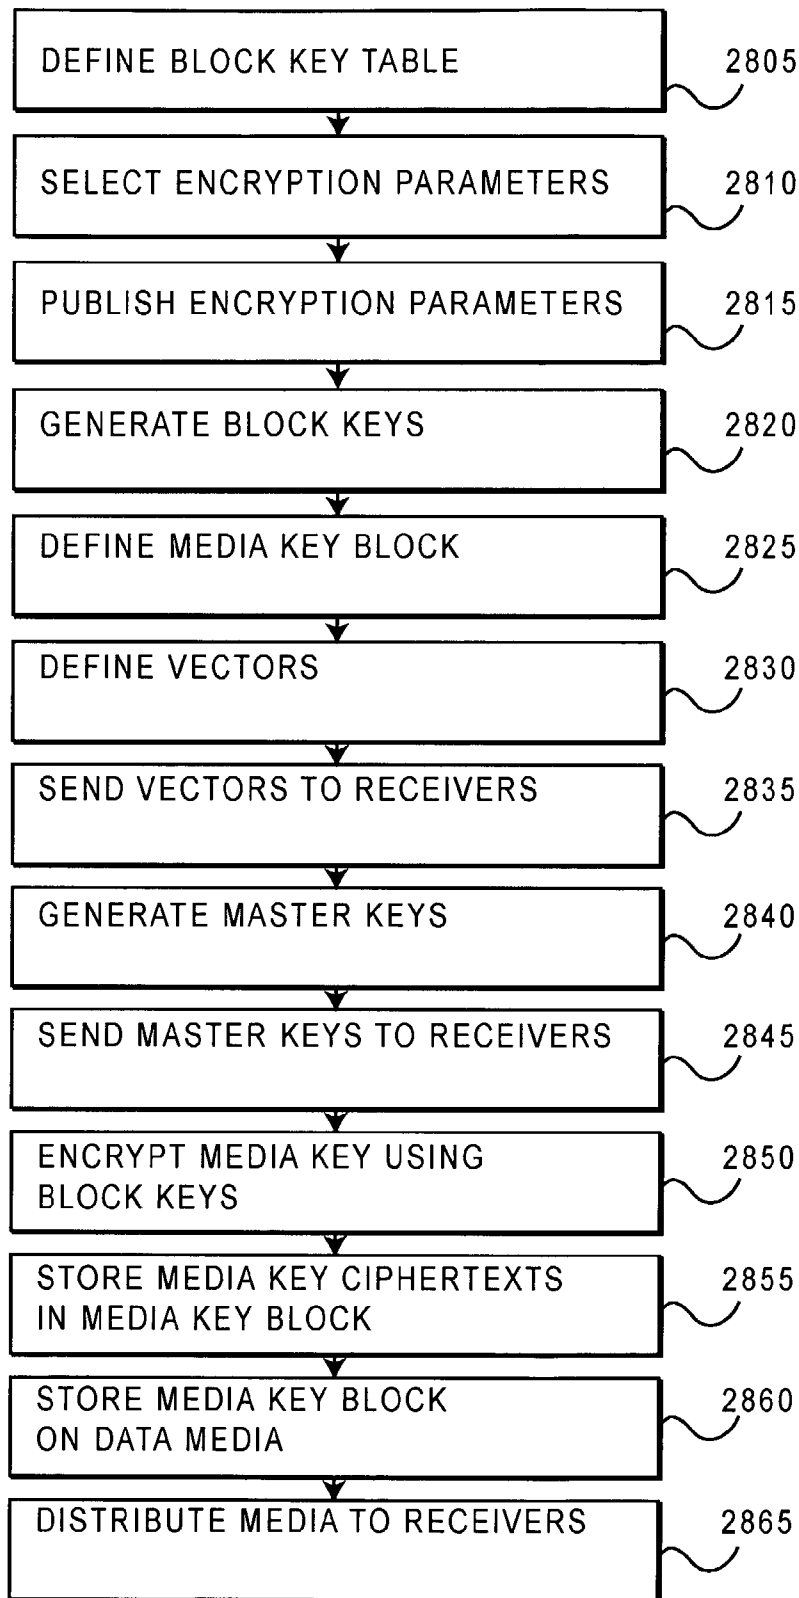 DEFINE BLOCK KEY TABLE 2805
SELECT ENCRYPTION PARAMETERS 2810
PUBLISH ENCRYPTION PARAMETERS 2815
GENERATE BLOCK KEYS 2820
DEFINE MEDIA KEY BLOCK 2825
DEFINE VECTORS 2830
SEND VECTORS TO RECEIVERS 2835
GENERATE MASTER KEYS 2840
SEND MASTER KEYS TO RECEIVERS 2845
ENCRYPT MEDIA KEY USING 2850
BLOCK KEYS
STORE MEDIA KEY CIPHERTEXTS 2855
IN MEDIA KEY BLOCK
STORE MEDIA KEY BLOCK 2860
ON DATA MEDIA
DISTRIBUTE MEDIA TO RECEIVERS 2865